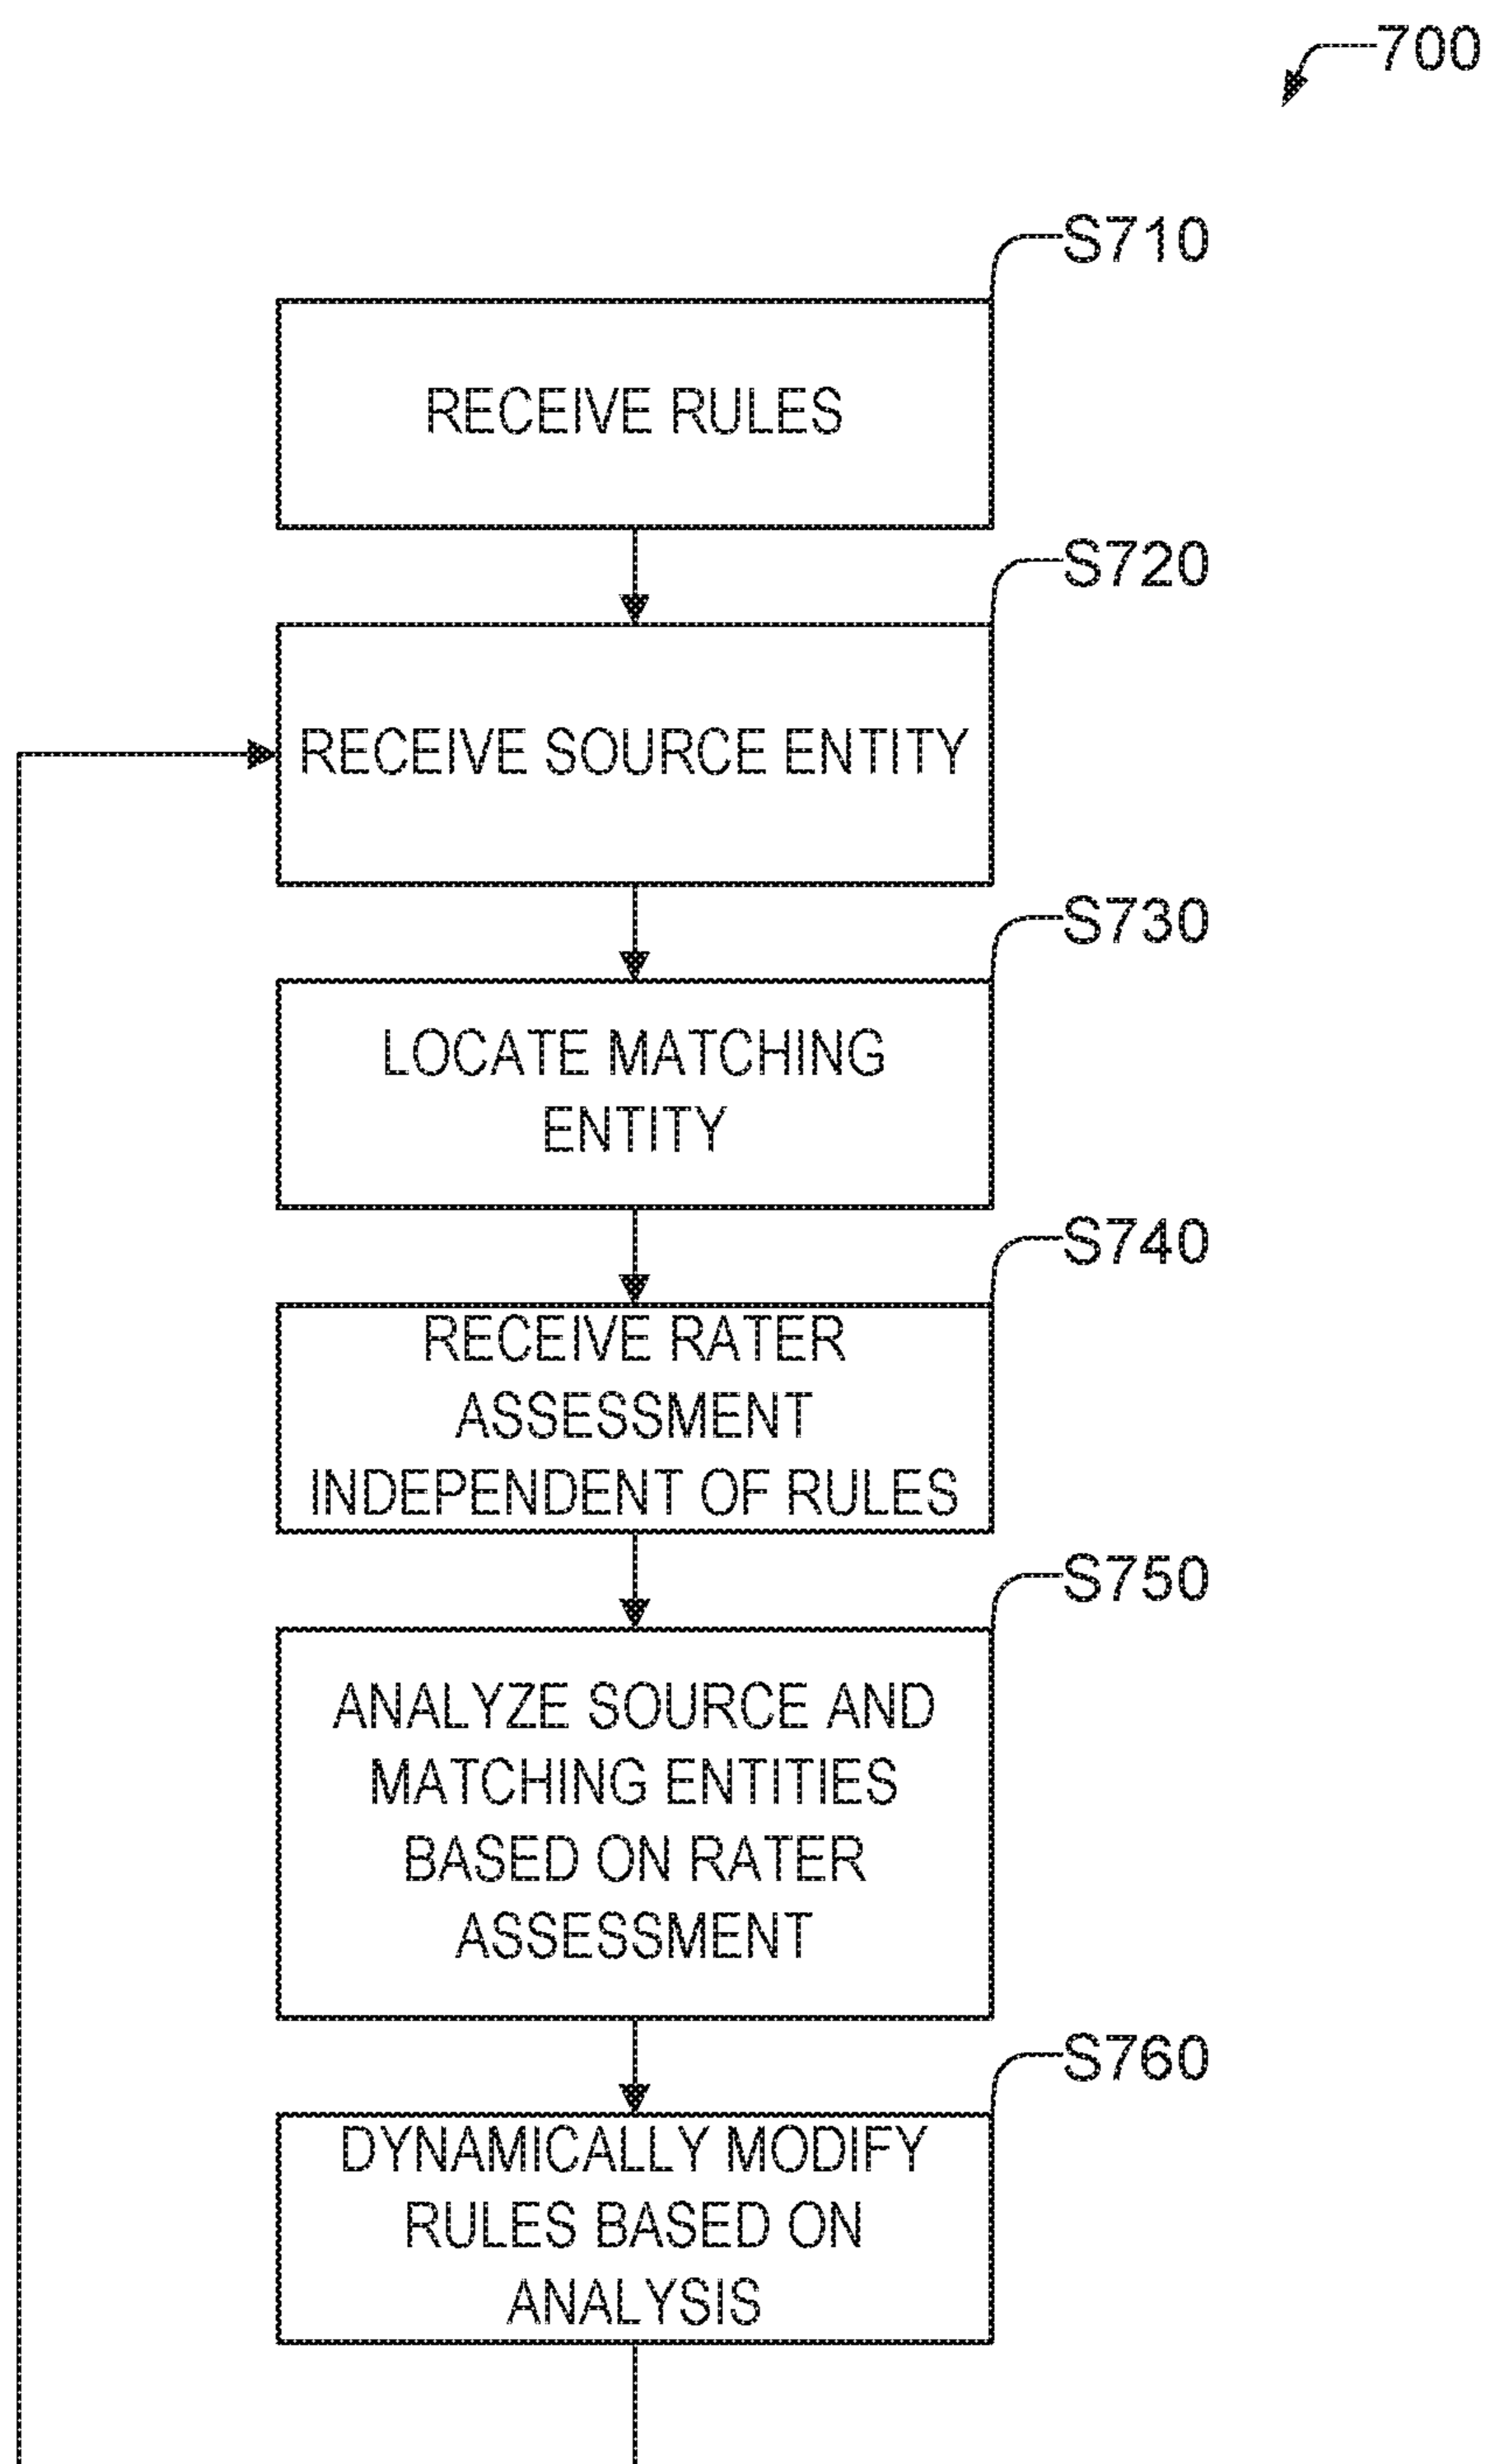 700
S710
RECEIVE RULES
S720
RECEIVE SOURCE ENTITY
S730
LOCATE MATCHING
ENTITY
S740
RECEIVE RATER
ASSESSMENT
INDEPENDENT OF RULES
S750
ANALYZE SOURCE AND
MATCHING ENTITIES
BASED ON RATER
ASSESSMENT
S760
DYNAMICALLY MODIFY
RULES BASED ON
ANALYSIS